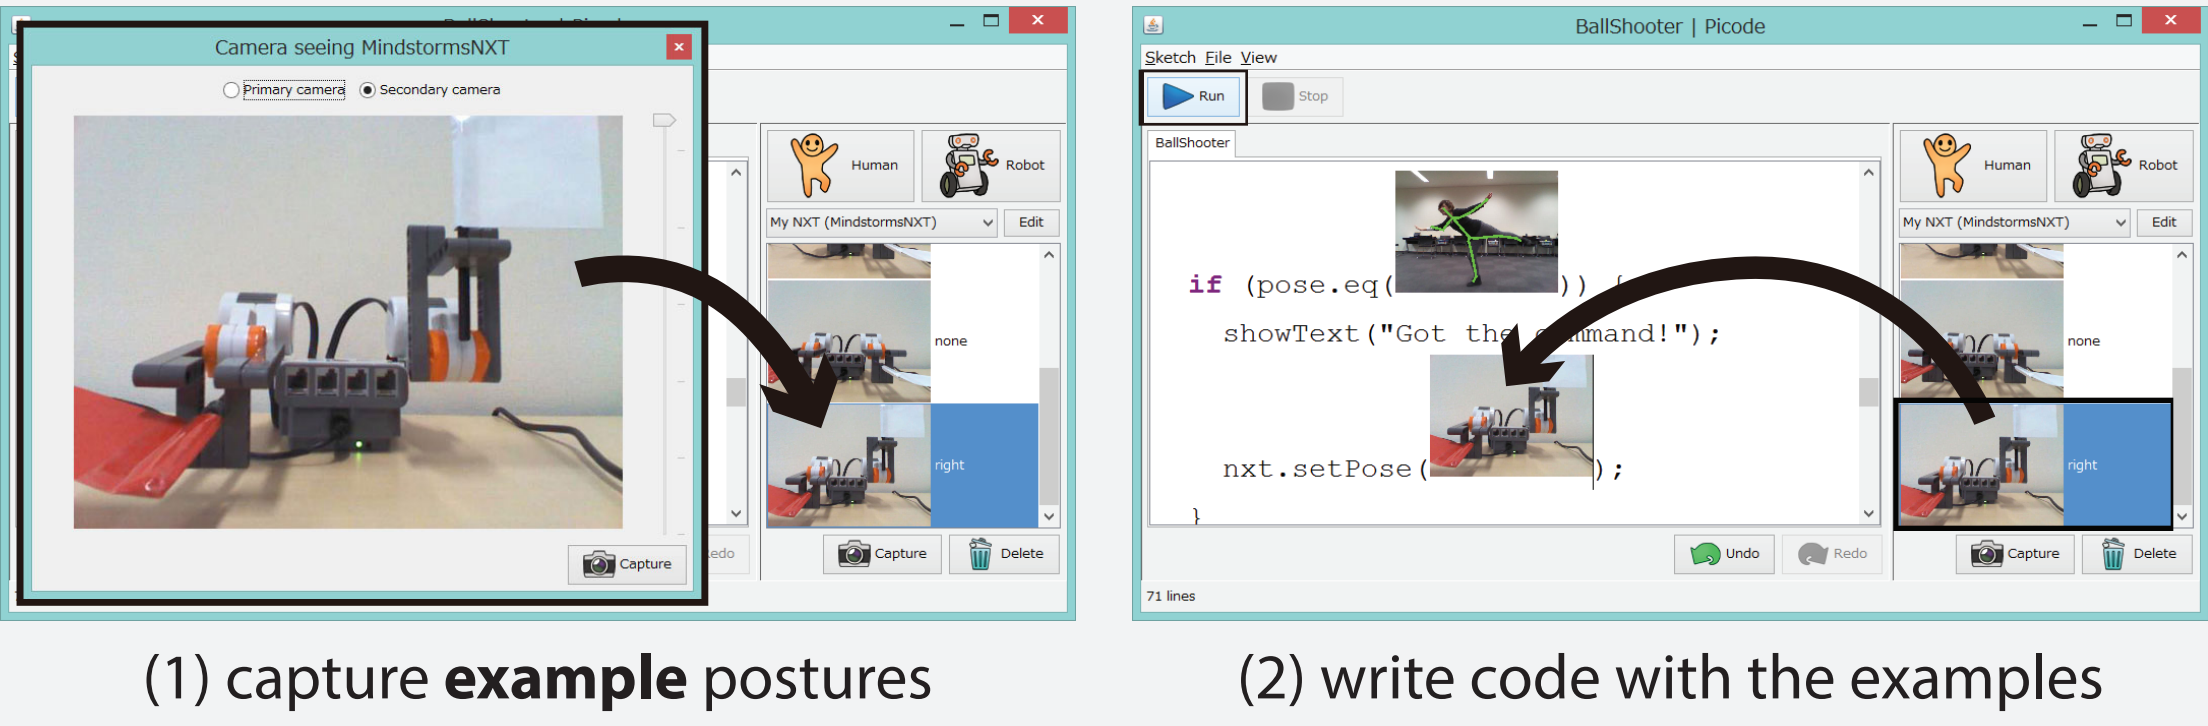 Camera seeing MindstormsNXT
Primary camera
Secondary camera
Capture
Human
Robot
My NXT (MindstormsNXT)
Edit
none
right
Capture
Delete
BallShooter | Picode
Sketch File View
Run
Stop
BallShooter
if (pose.eq( )) {
showText("Got the command!");
nxt.setPose( );
}
Undo
Redo
71 lines
Human
Robot
My NXT (MindstormsNXT)
Edit
none
right
Capture
Delete
(1) capture example postures
(2) write code with the examples